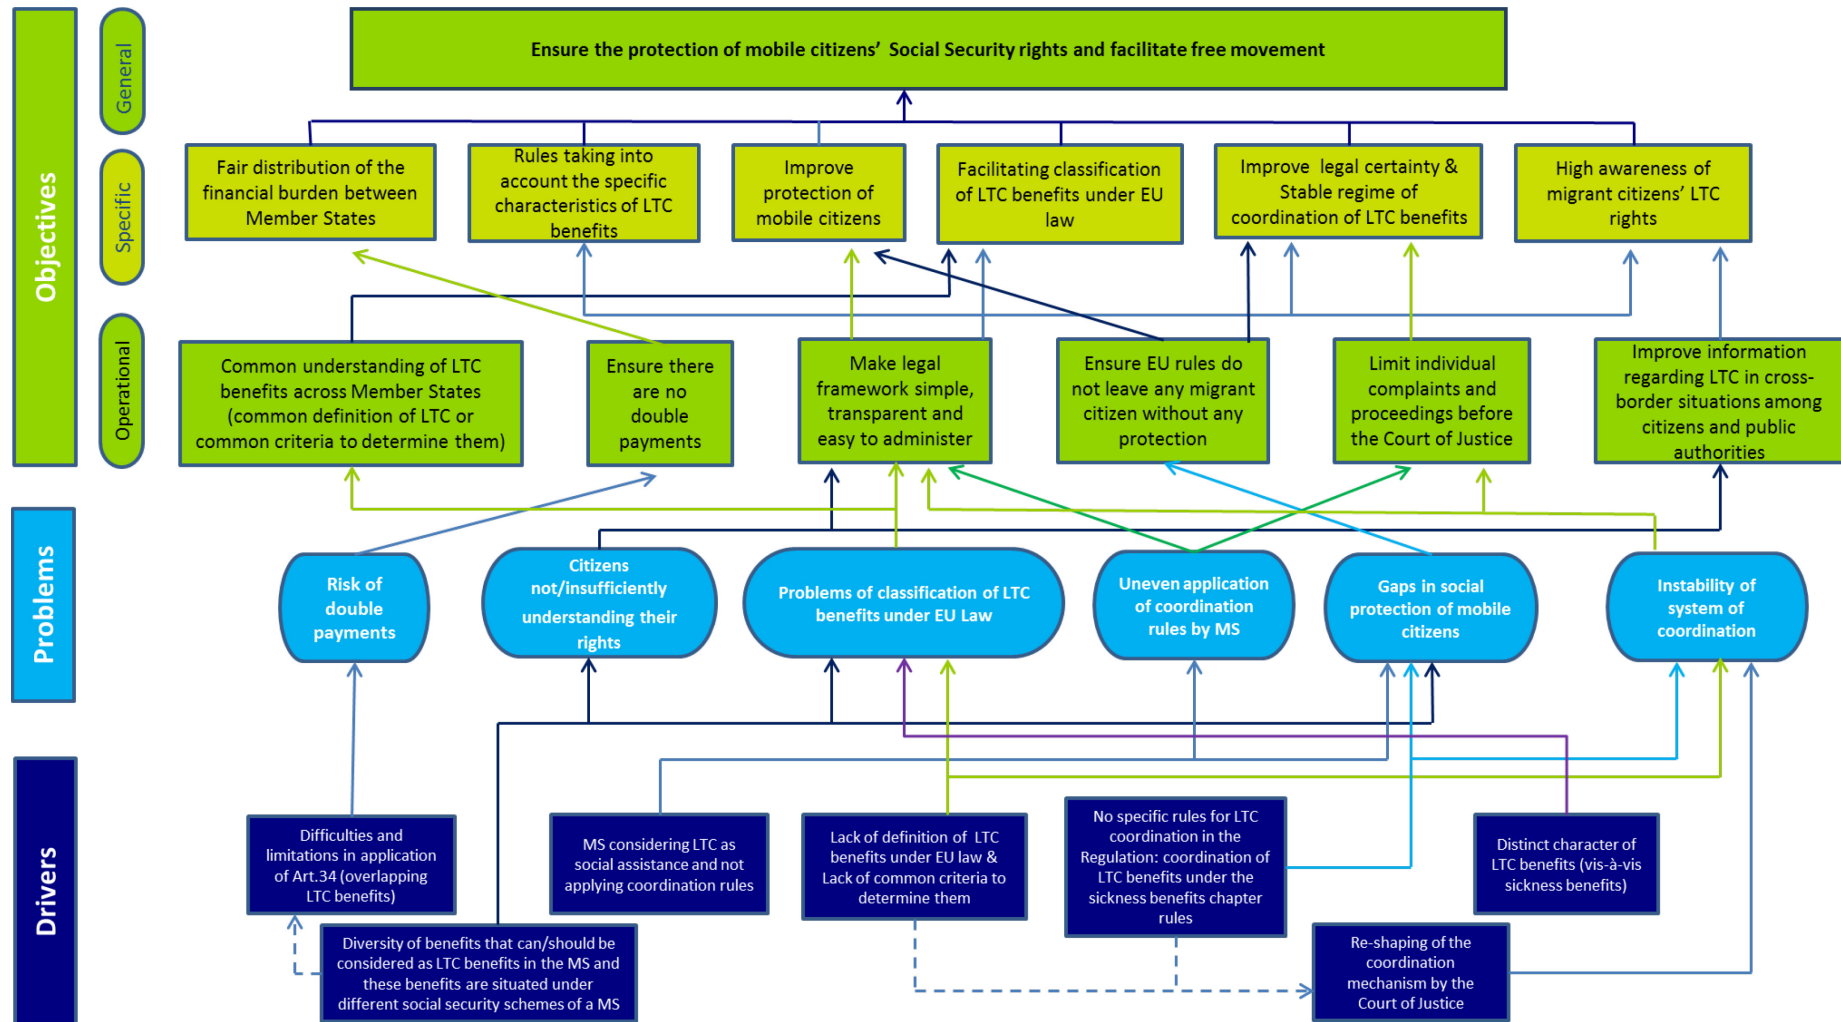 Objectives
General
Ensure the protection of mobile citizens' Social Security rights and facilitate free movement
Specific
Fair distribution of the
financial burden between
Member States
Rules taking into
account the specific
characteristics of LTC
benefits
Improve
protection of
mobile citizens
Facilitating classification
of LTC benefits under EU
law
Improve legal certainty &
Stable regime of
coordination of LTC benefits
High awareness of
migrant citizens' LTC
rights
Operational
Common understanding of LTC
benefits across Member States
(common definition of LTC or
common criteria to determine them)
Ensure there
are no
double
payments
Make legal
framework simple,
transparent and
easy to administer
Ensure EU rules do
not leave any migrant
citizen without any
protection
Limit individual
complaints and
proceedings before
the Court of Justice
Improve information
regarding LTC in cross-
border situations among
citizens and public
authorities
Problems
Risk of
double
payments
Citizens
not/insufficiently
understanding their
rights
Problems of classification of LTC
benefits under EU Law
Uneven application
of coordination
rules by MS
Gaps in social
protection of mobile
citizens
Instability of
system of
coordination
Drivers
Difficulties and
limitations in application
of Art.34 (overlapping
LTC benefits)
MS considering LTC as
social assistance and not
applying coordination rules
Lack of definition of LTC
benefits under EU law &
Lack of common criteria to
determine them
No specific rules for LTC
coordination in the
Regulation: coordination of
LTC benefits under the
sickness benefits chapter
rules
Distinct character of
LTC benefits (vis-à-vis
sickness benefits)
Diversity of benefits that can/should be
considered as LTC benefits in the MS and
these benefits are situated under
different social security schemes of a MS
Re-shaping of the
coordination
mechanism by the
Court of Justice